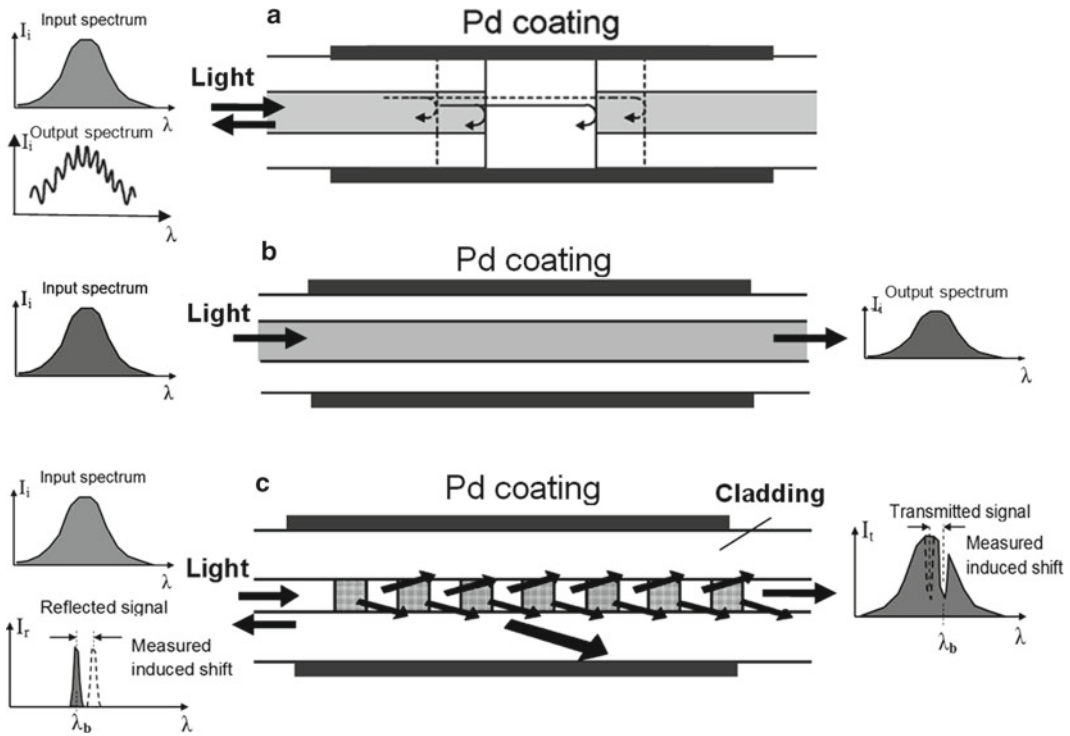 a
Pd coating
Input spectrum
I_i
λ
Light
Output spectrum
I_i
λ
b
Pd coating
Input spectrum
I_i
λ
Light
Output spectrum
I_i
λ
c
Pd coating
Cladding
Input spectrum
I_i
λ
Light
Reflected signal
I_r
Measured
induced shift
λ_b
λ
Transmitted signal
I_t
Measured
induced shift
λ
λ_b